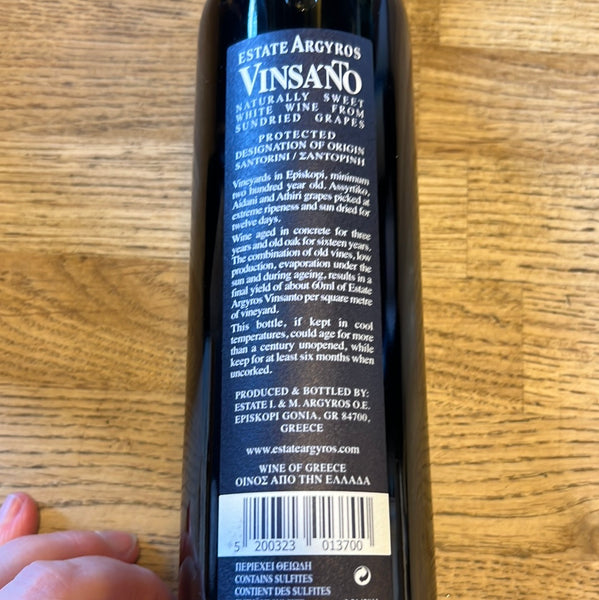 ESTATE ARGYROS
VINSANTO
NATURALLY SWEET
WHITE WINE FROM
SUNDRIED GRAPES
PROTECTED
DESIGNATION OF ORIGIN
SANTORINI / ΣΑΝΤΟΡΙΝΗ
Vineyards in Episkopi, minimum
two hundred year old. Assyrtiko,
Aidani and Athiri grapes picked at
extreme ripeness and sun dried for
twelve days.
Wine aged in concrete for three
years and old oak for sixteen years.
The combination of old vines, low
production, evaporation under the
sun and during ageing, results in a
final yield of about 60ml of Estate
Argyros Vinsanto per square metre
of vineyard.
This bottle, if kept in cool
temperatures, could age for more
than a century unopened, while
keep for at least six months when
uncorked.
PRODUCED & BOTTLED BY:
ESTATE I. & M. ARGYROS O.E.
EPISKOPI GONIA, GR 84700,
GREECE
www.estateargyros.com
WINE OF GREECE
ΟΙΝΟΣ ΑΠΟ ΤΗΝ ΕΛΛΑΔΑ
5 200323 013700
ΠΕΡΙΕΧΕΙ ΘΕΙΩΔΗ
CONTAINS SULFITES
CONTIENT DES SULFITES